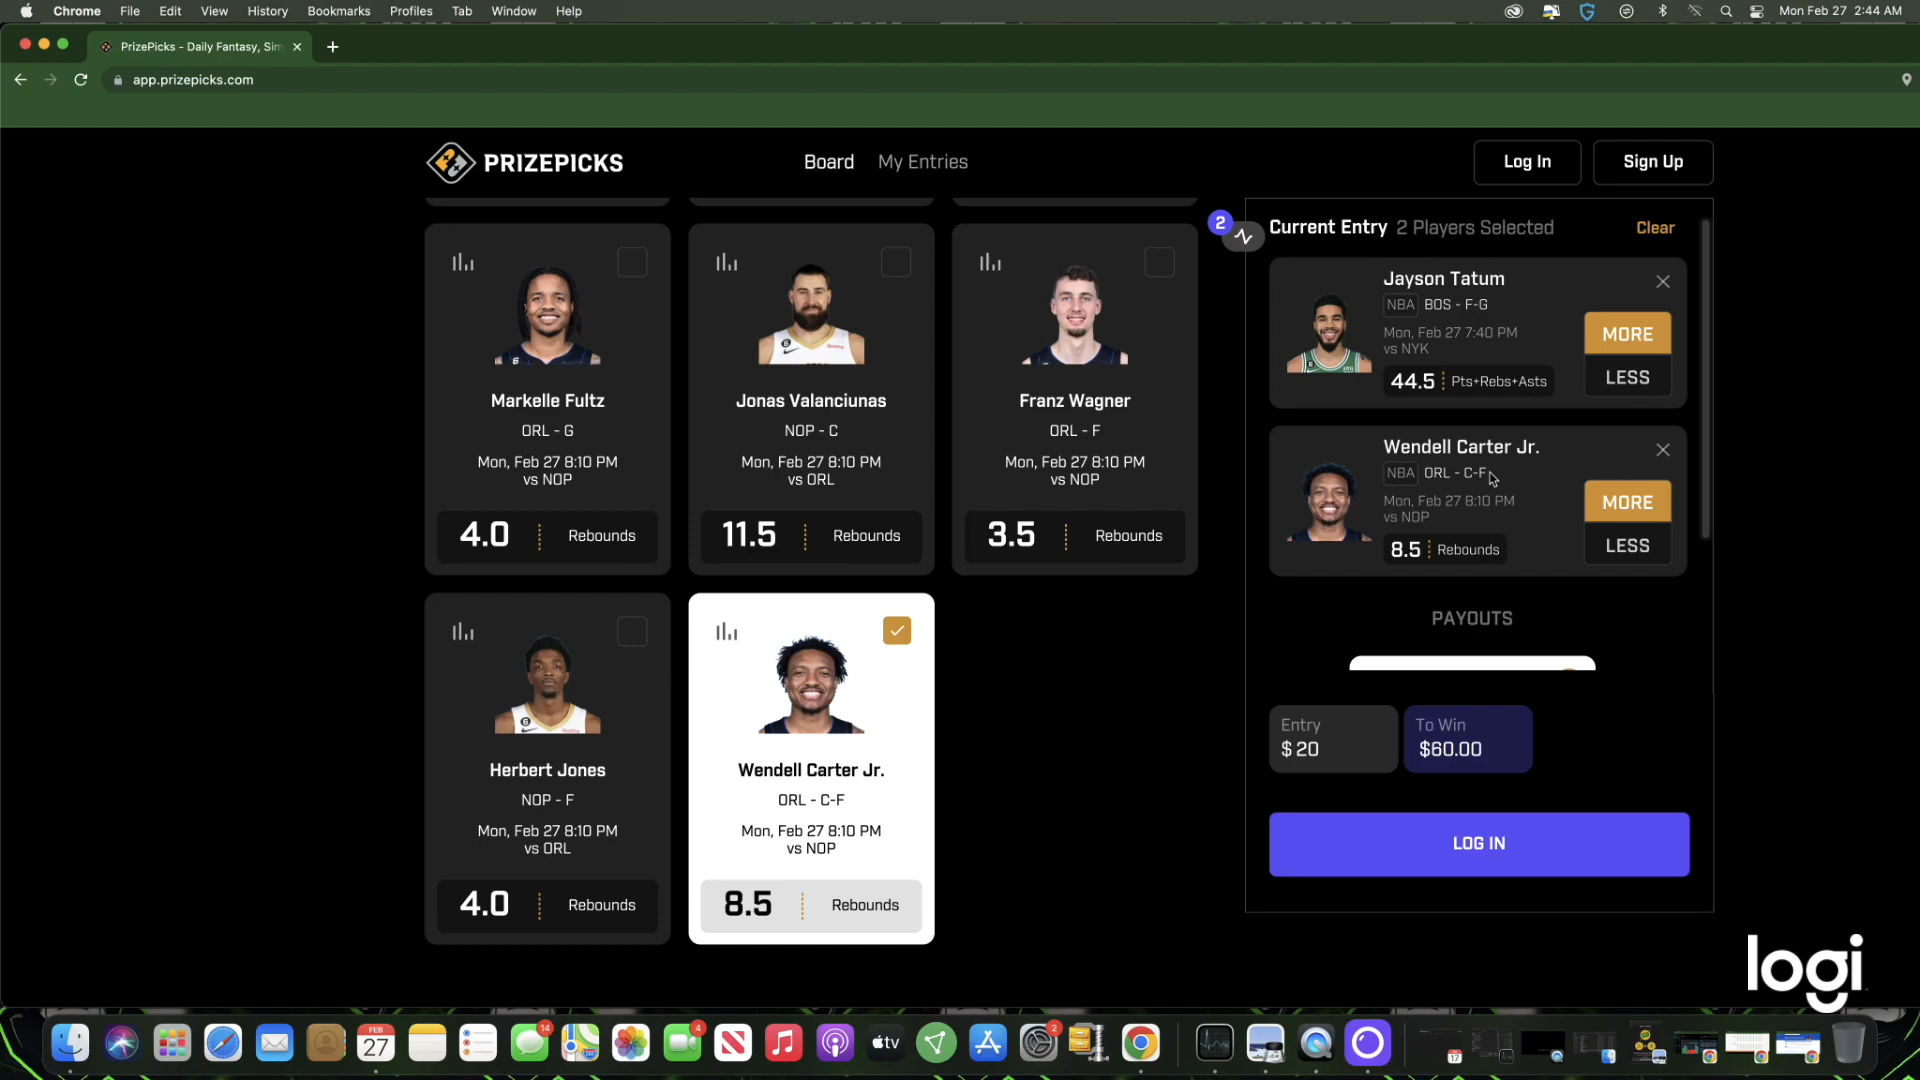 Chrome File Edit View History Bookmarks Profiles Tab Window Help
Mon Feb 27 2:44 AM
PrizePicks - Daily Fantasy, Sim
app.prizepicks.com
PRIZEPICKS
Board My Entries
Log In Sign Up
Markelle Fultz
ORL - G
Mon, Feb 27 8:10 PM
vs NOP
4.0 Rebounds
Jonas Valanciunas
NOP - C
Mon, Feb 27 8:10 PM
vs ORL
11.5 Rebounds
Franz Wagner
ORL - F
Mon, Feb 27 8:10 PM
vs NOP
3.5 Rebounds
Herbert Jones
NOP - F
Mon, Feb 27 8:10 PM
vs ORL
4.0 Rebounds
Wendell Carter Jr.
ORL - C-F
Mon, Feb 27 8:10 PM
vs NOP
8.5 Rebounds
2
Current Entry 2 Players Selected Clear
Jayson Tatum
NBA BOS - F-G
Mon, Feb 27 7:40 PM
vs NYK
44.5 Pts+Rebs+Asts
MORE
LESS
Wendell Carter Jr.
NBA ORL - C-F
Mon, Feb 27 8:10 PM
vs NOP
8.5 Rebounds
MORE
LESS
PAYOUTS
Entry
$ 20
To Win
$60.00
LOG IN
logi
FEB
27
14
4
tv
2
17